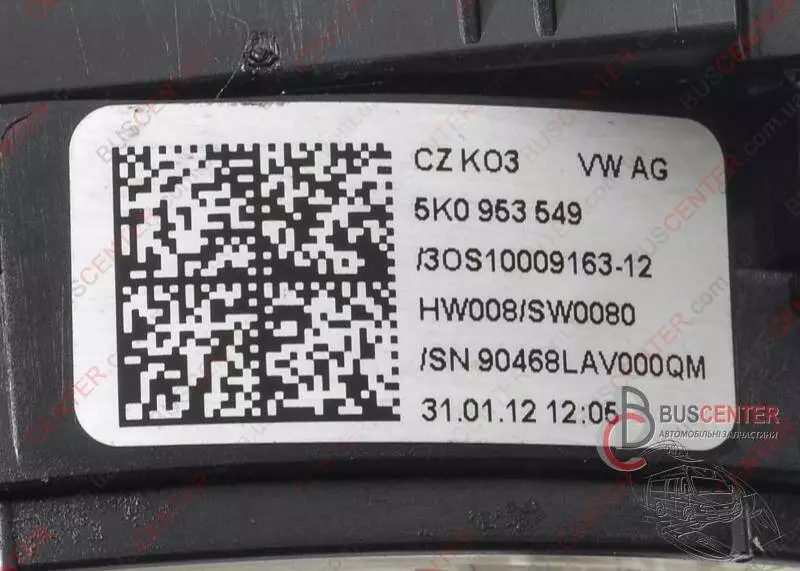 CZ KO3 VW AG
5K0 953 549
/3OS10009163-12
HW008/SW0080
/SN 90468LAV000QM
31.01.12 12:05
BUSCENTER
АВТОМОБІЛЬНІ ЗАПЧАСТИНИ